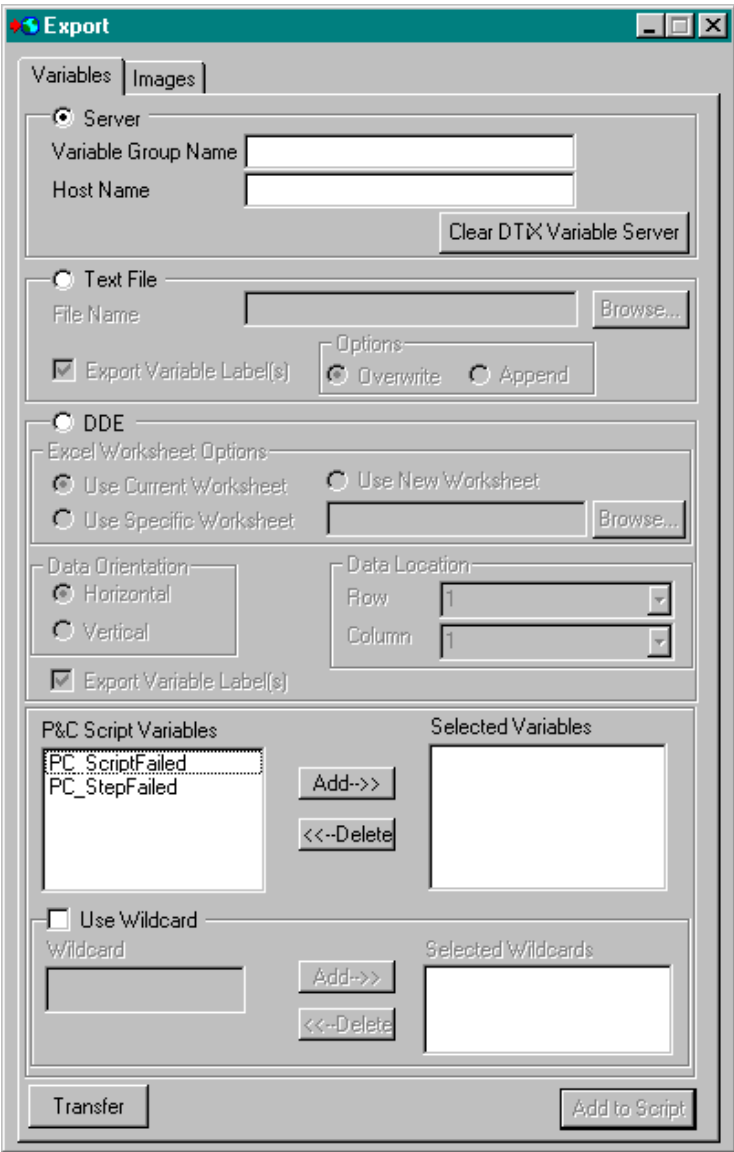 Export
Variables Images
Server
Variable Group Name
Host Name
Clear DTiX Variable Server
Text File
File Name Browse...
Options
Export Variable Label(s) Overwrite Append
DDE
Excel Worksheet Options
Use Current Worksheet Use New Worksheet
Use Specific Worksheet Browse...
Data Orientation Data Location
Horizontal Row 1
Vertical Column 1
Export Variable Label(s)
P&C Script Variables Selected Variables
PC_ScriptFailed
PC_StepFailed
Add-->>
<<--Delete
Use Wildcard
Wildcard Selected Wildcards
Add-->>
<<--Delete
Transfer Add to Script